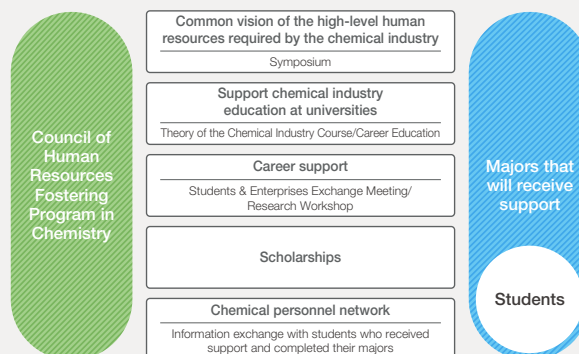 Council of
Human
Resources
Fostering
Program in
Chemistry
Common vision of the high-level human
resources required by the chemical industry
Symposium
Support chemical industry
education at universities
Theory of the Chemical Industry Course/Career Education
Career support
Students & Enterprises Exchange Meeting/
Research Workshop
Scholarships
Chemical personnel network
Information exchange with students who received
support and completed their majors
Majors that
will receive
support
Students